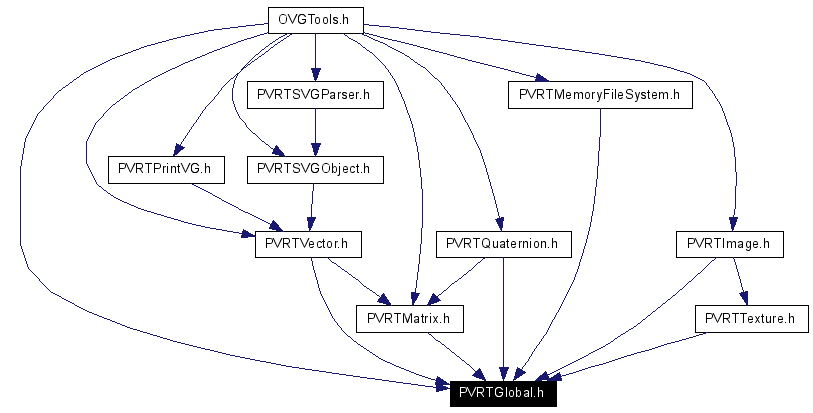 OVGTools.h
PVRTSVGParser.h
PVRTMemoryFileSystem.h
PVRTPrintVG.h
PVRTSVGObject.h
PVRTVector.h
PVRTQuaternion.h
PVRTImage.h
PVRTMatrix.h
PVRTTexture.h
PVRTGlobal.h